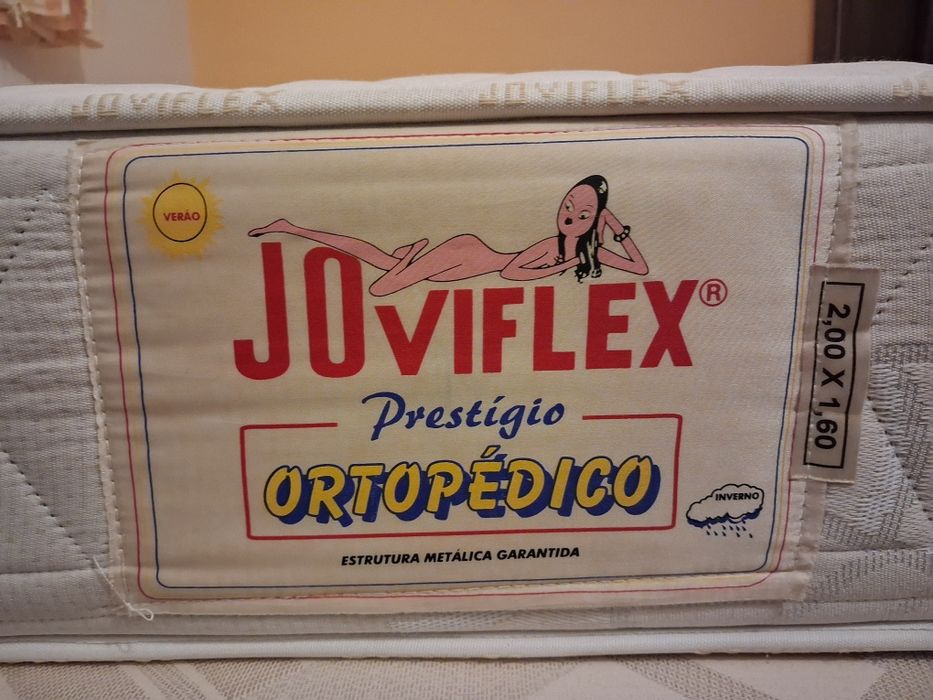 JOVIFLEX JOVIFLEX
VERÃO
JOVIFLEX®
Prestígio
ORTOPÉDICO
INVERNO
ESTRUTURA METÁLICA GARANTIDA
2,00 X 1,60